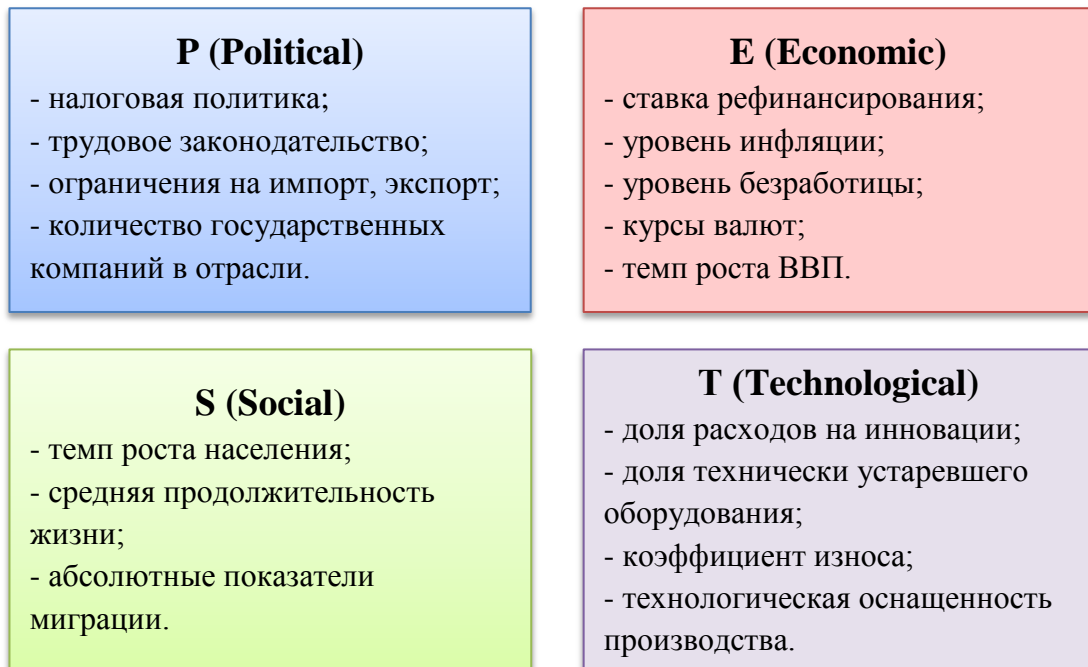 P (Political)
- налоговая политика;
- трудовое законодательство;
- ограничения на импорт, экспорт;
- количество государственных
компаний в отрасли.
E (Economic)
- ставка рефинансирования;
- уровень инфляции;
- уровень безработицы;
- курсы валют;
- темп роста ВВП.
S (Social)
- темп роста населения;
- средняя продолжительность
жизни;
- абсолютные показатели
миграции.
T (Technological)
- доля расходов на инновации;
- доля технически устаревшего
оборудования;
- коэффициент износа;
- технологическая оснащенность
производства.